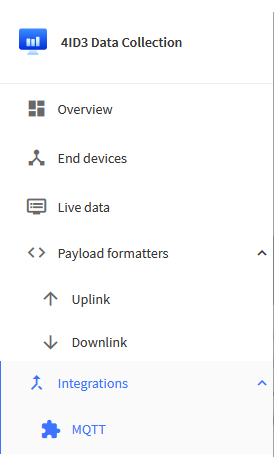 4ID3 Data Collection
Overview
End devices
Live data
Payload formatters
Uplink
Downlink
Integrations
MQTT